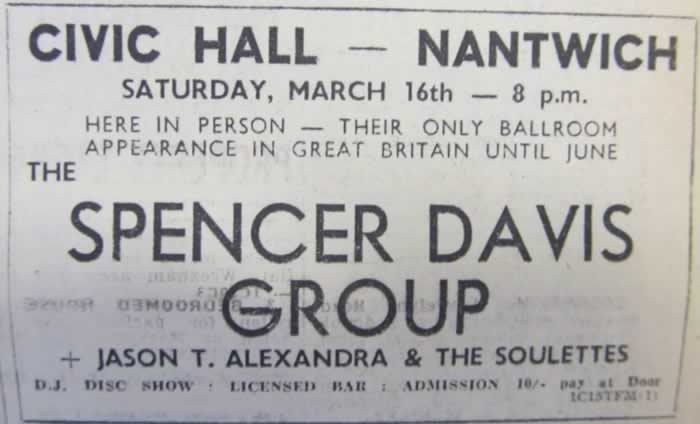 CIVIC HALL — NANTWICH
SATURDAY, MARCH 16th — 8 p.m.
HERE IN PERSON — THEIR ONLY BALLROOM
APPEARANCE IN GREAT BRITAIN UNTIL JUNE
THE
SPENCER DAVIS
GROUP
+ JASON T. ALEXANDRA & THE SOULETTES
D.J. DISC SHOW : LICENSED BAR : ADMISSION 10/- pay at Door